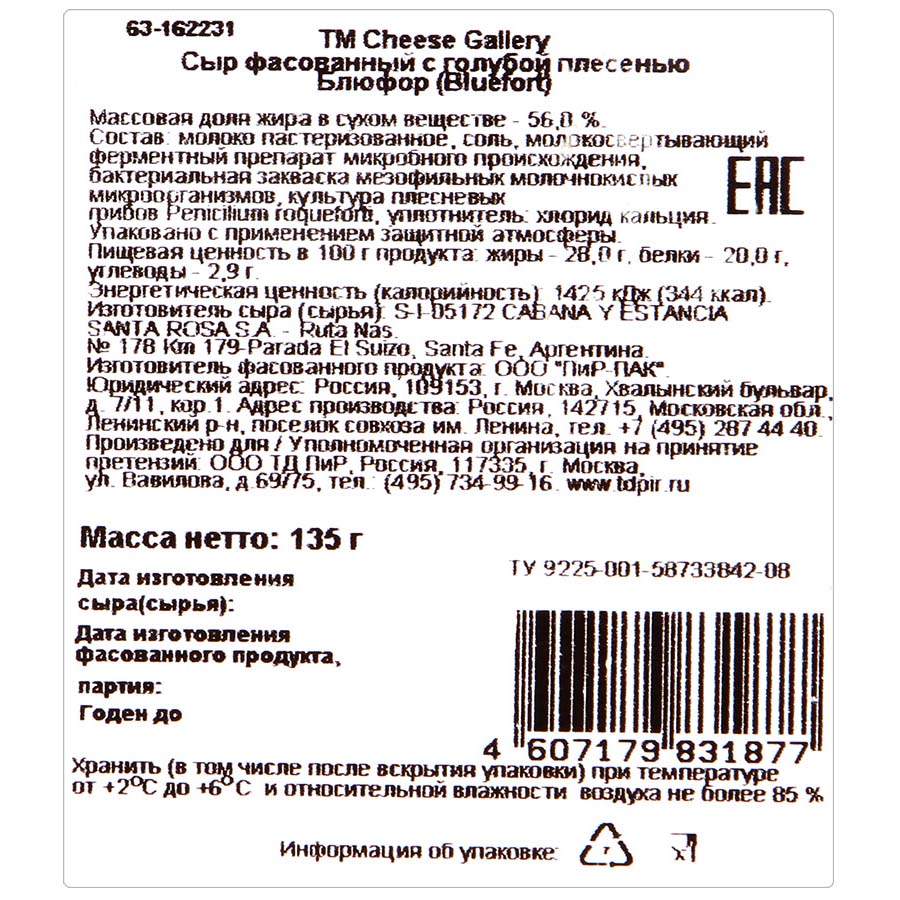 63-162231
TM Cheese Gallery
Сыр фасованный с голубой плесенью
Блюфор (Bluefort)
Массовая доля жира в сухом веществе - 56,0 %.
Состав: молоко пастеризованное, соль, молокосвертывающий
ферментный препарат микробного происхождения,
бактериальная закваска мезофильных молочнокислых
микроорганизмов, культура плесневых
грибов Penicillium roqueforti, уплотнитель: хлорид кальция.
Упаковано с применением защитной атмосферы.
Пищевая ценность в 100 г продукта: жиры - 28,0 г, белки - 20,0 г,
углеводы - 2,9 г.
Энергетическая ценность (калорийность): 1425 кДж (344 ккал).
Изготовитель сыра (сырья): S-I-05172 CABANA Y ESTANCIA
SANTA ROSA S.A. - Ruta Nas.
№ 178 Km 179-Parada El Suizo, Santa Fe, Аргентина.
Изготовитель фасованного продукта: ООО "ПиР-ПАК".
Юридический адрес: Россия, 109153, г. Москва, Хвалынский бульвар,
д. 7/11, кор.1. Адрес производства: Россия, 142715, Московская обл.,
Ленинский р-н, поселок совхоза им. Ленина, тел. +7 (495) 287 44 40.
Произведено для / Уполномоченная организация на принятие
претензий: ООО ТД ПиР, Россия, 117335, г. Москва,
ул. Вавилова, д.69/75, тел.: (495) 734-99-16. www.tdpir.ru
EAC
Масса нетто: 135 г
ТУ 9225-001-58733842-08
Дата изготовления
сыра(сырья):
Дата изготовления
фасованного продукта,
партия:
Годен до
4 607179 831877
Хранить (в том числе после вскрытия упаковки) при температуре
от +2°C до +6°C и относительной влажности воздуха не более 85 %
Информация об упаковке:
7